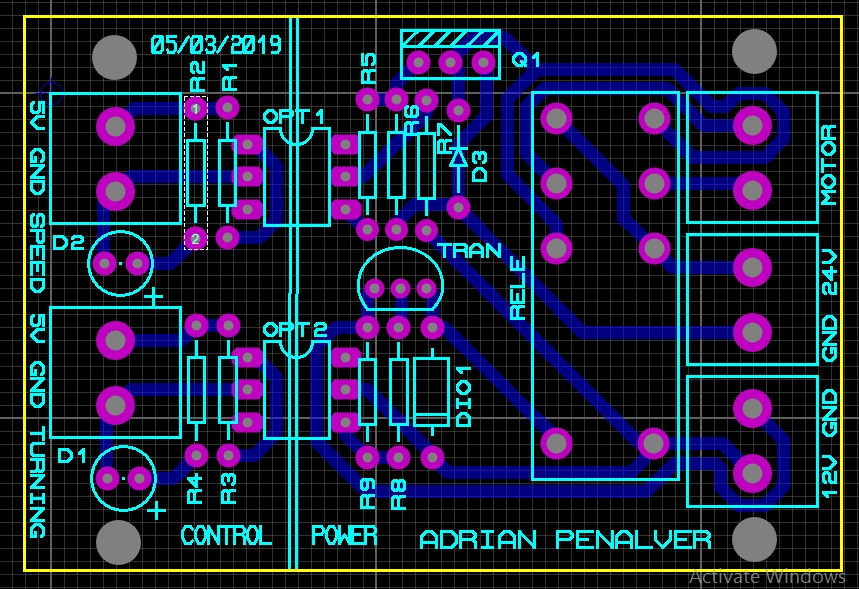 05/03/2019
R2
R1
R5
Q1
OPT1
R6
R7
D3
5V GND SPEED
1
2
D2
+
TRAN
RELE
MOTOR
24V
GND
5V GND TURNING
OPT2
DIO1
D1
+
R4
R3
R9
R8
GND
12V
CONTROL
POWER
ADRIAN PENALVER
Activate Windows